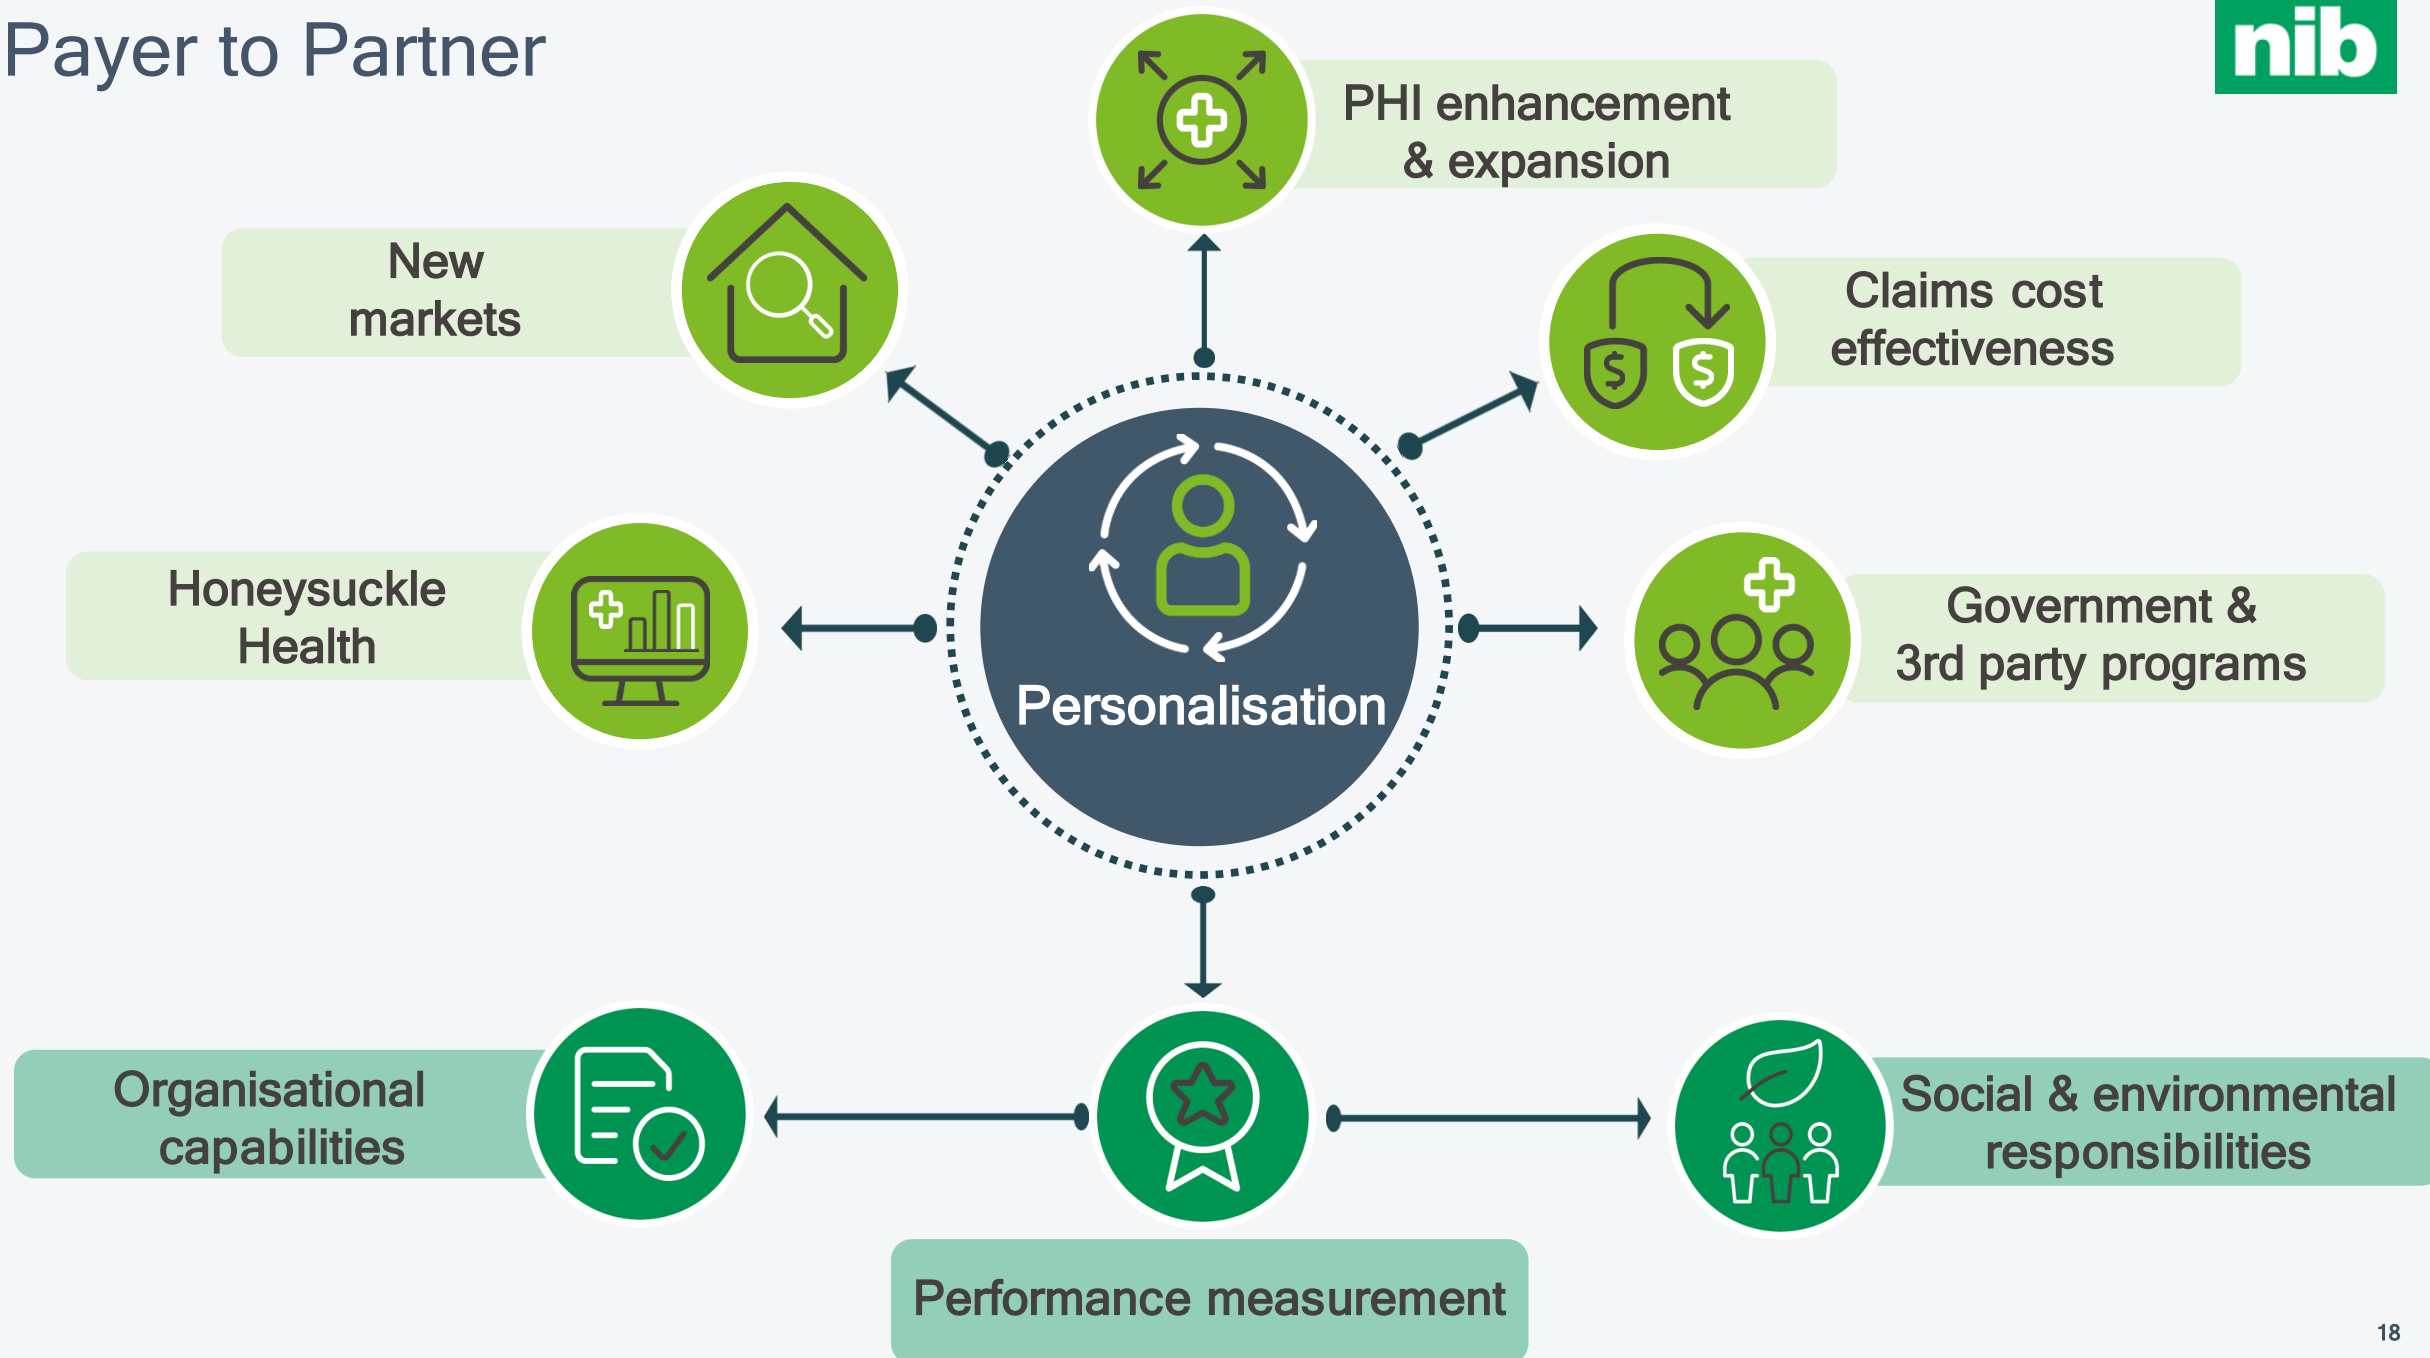 Payer to Partner
nib
PHI enhancement
& expansion
New
markets
Claims cost
effectiveness
$ $
Honeysuckle
Health
Government &
3rd party programs
Personalisation
Organisational
capabilities
Social & environmental
responsibilities
Performance measurement
18